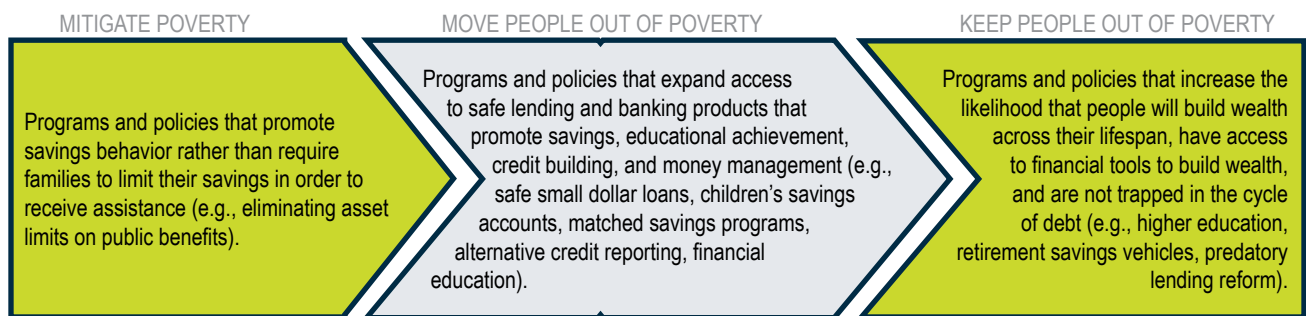 MITIGATE POVERTY
Programs and policies that promote
savings behavior rather than require
families to limit their savings in order to
receive assistance (e.g., eliminating asset
limits on public benefits).
MOVE PEOPLE OUT OF POVERTY
Programs and policies that expand access
to safe lending and banking products that
promote savings, educational achievement,
credit building, and money management (e.g.,
safe small dollar loans, children’s savings
accounts, matched savings programs,
alternative credit reporting, financial
education).
KEEP PEOPLE OUT OF POVERTY
Programs and policies that increase the
likelihood that people will build wealth
across their lifespan, have access
to financial tools to build wealth,
and are not trapped in the cycle
of debt (e.g., higher education,
retirement savings vehicles, predatory
lending reform).